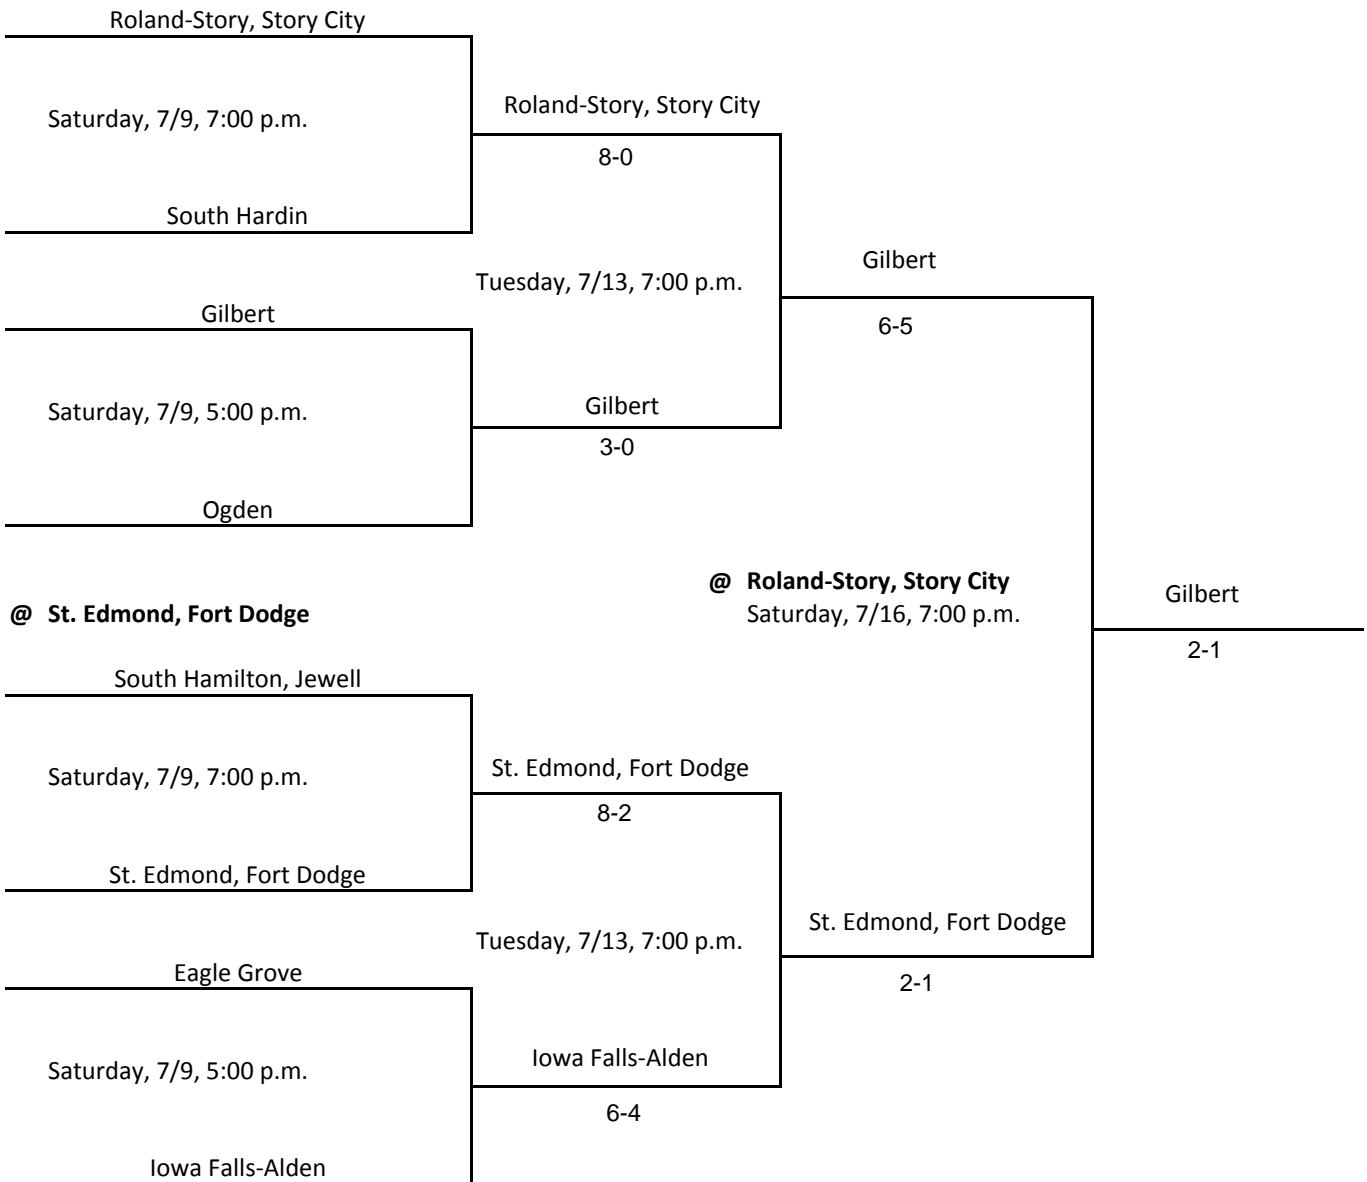 Roland-Story, Story City
Saturday, 7/9, 7:00 p.m.
Roland-Story, Story City
8-0
South Hardin
Tuesday, 7/13, 7:00 p.m.
Gilbert
6-5
Gilbert
Saturday, 7/9, 5:00 p.m.
Gilbert
3-0
Ogden
@ Roland-Story, Story City
Saturday, 7/16, 7:00 p.m.
Gilbert
2-1
@ St. Edmond, Fort Dodge
South Hamilton, Jewell
Saturday, 7/9, 7:00 p.m.
St. Edmond, Fort Dodge
8-2
St. Edmond, Fort Dodge
Tuesday, 7/13, 7:00 p.m.
St. Edmond, Fort Dodge
2-1
Eagle Grove
Saturday, 7/9, 5:00 p.m.
Iowa Falls-Alden
6-4
Iowa Falls-Alden